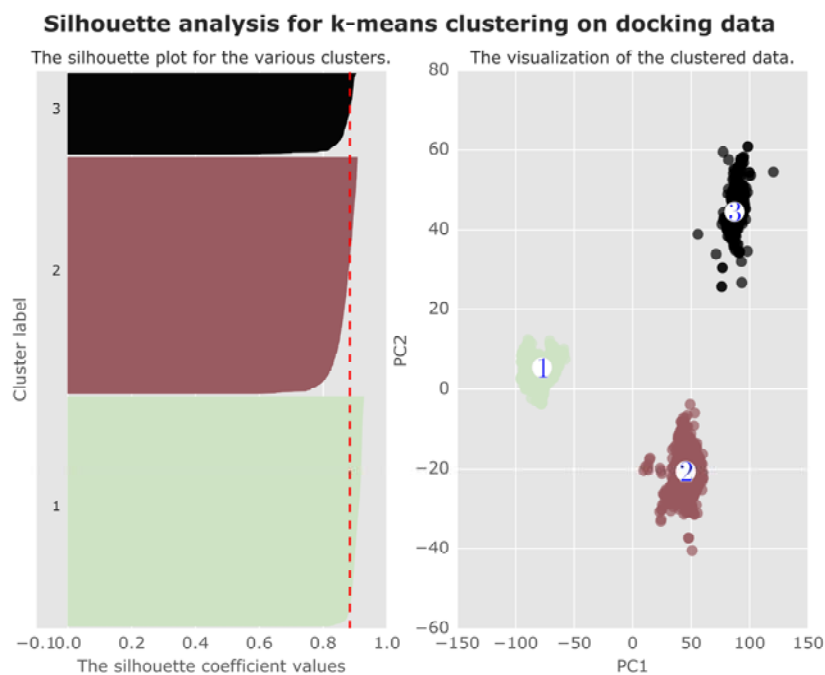 Silhouette analysis for k-means clustering on docking data
The silhouette plot for the various clusters.
3
2
1
Cluster label
−0.1 0.0 0.2 0.4 0.6 0.8 1.0
The silhouette coefficient values
The visualization of the clustered data.
80
60
40
20
0
−20
−40
−60
PC2
3
1
2
−150 −100 −50 0 50 100 150
PC1